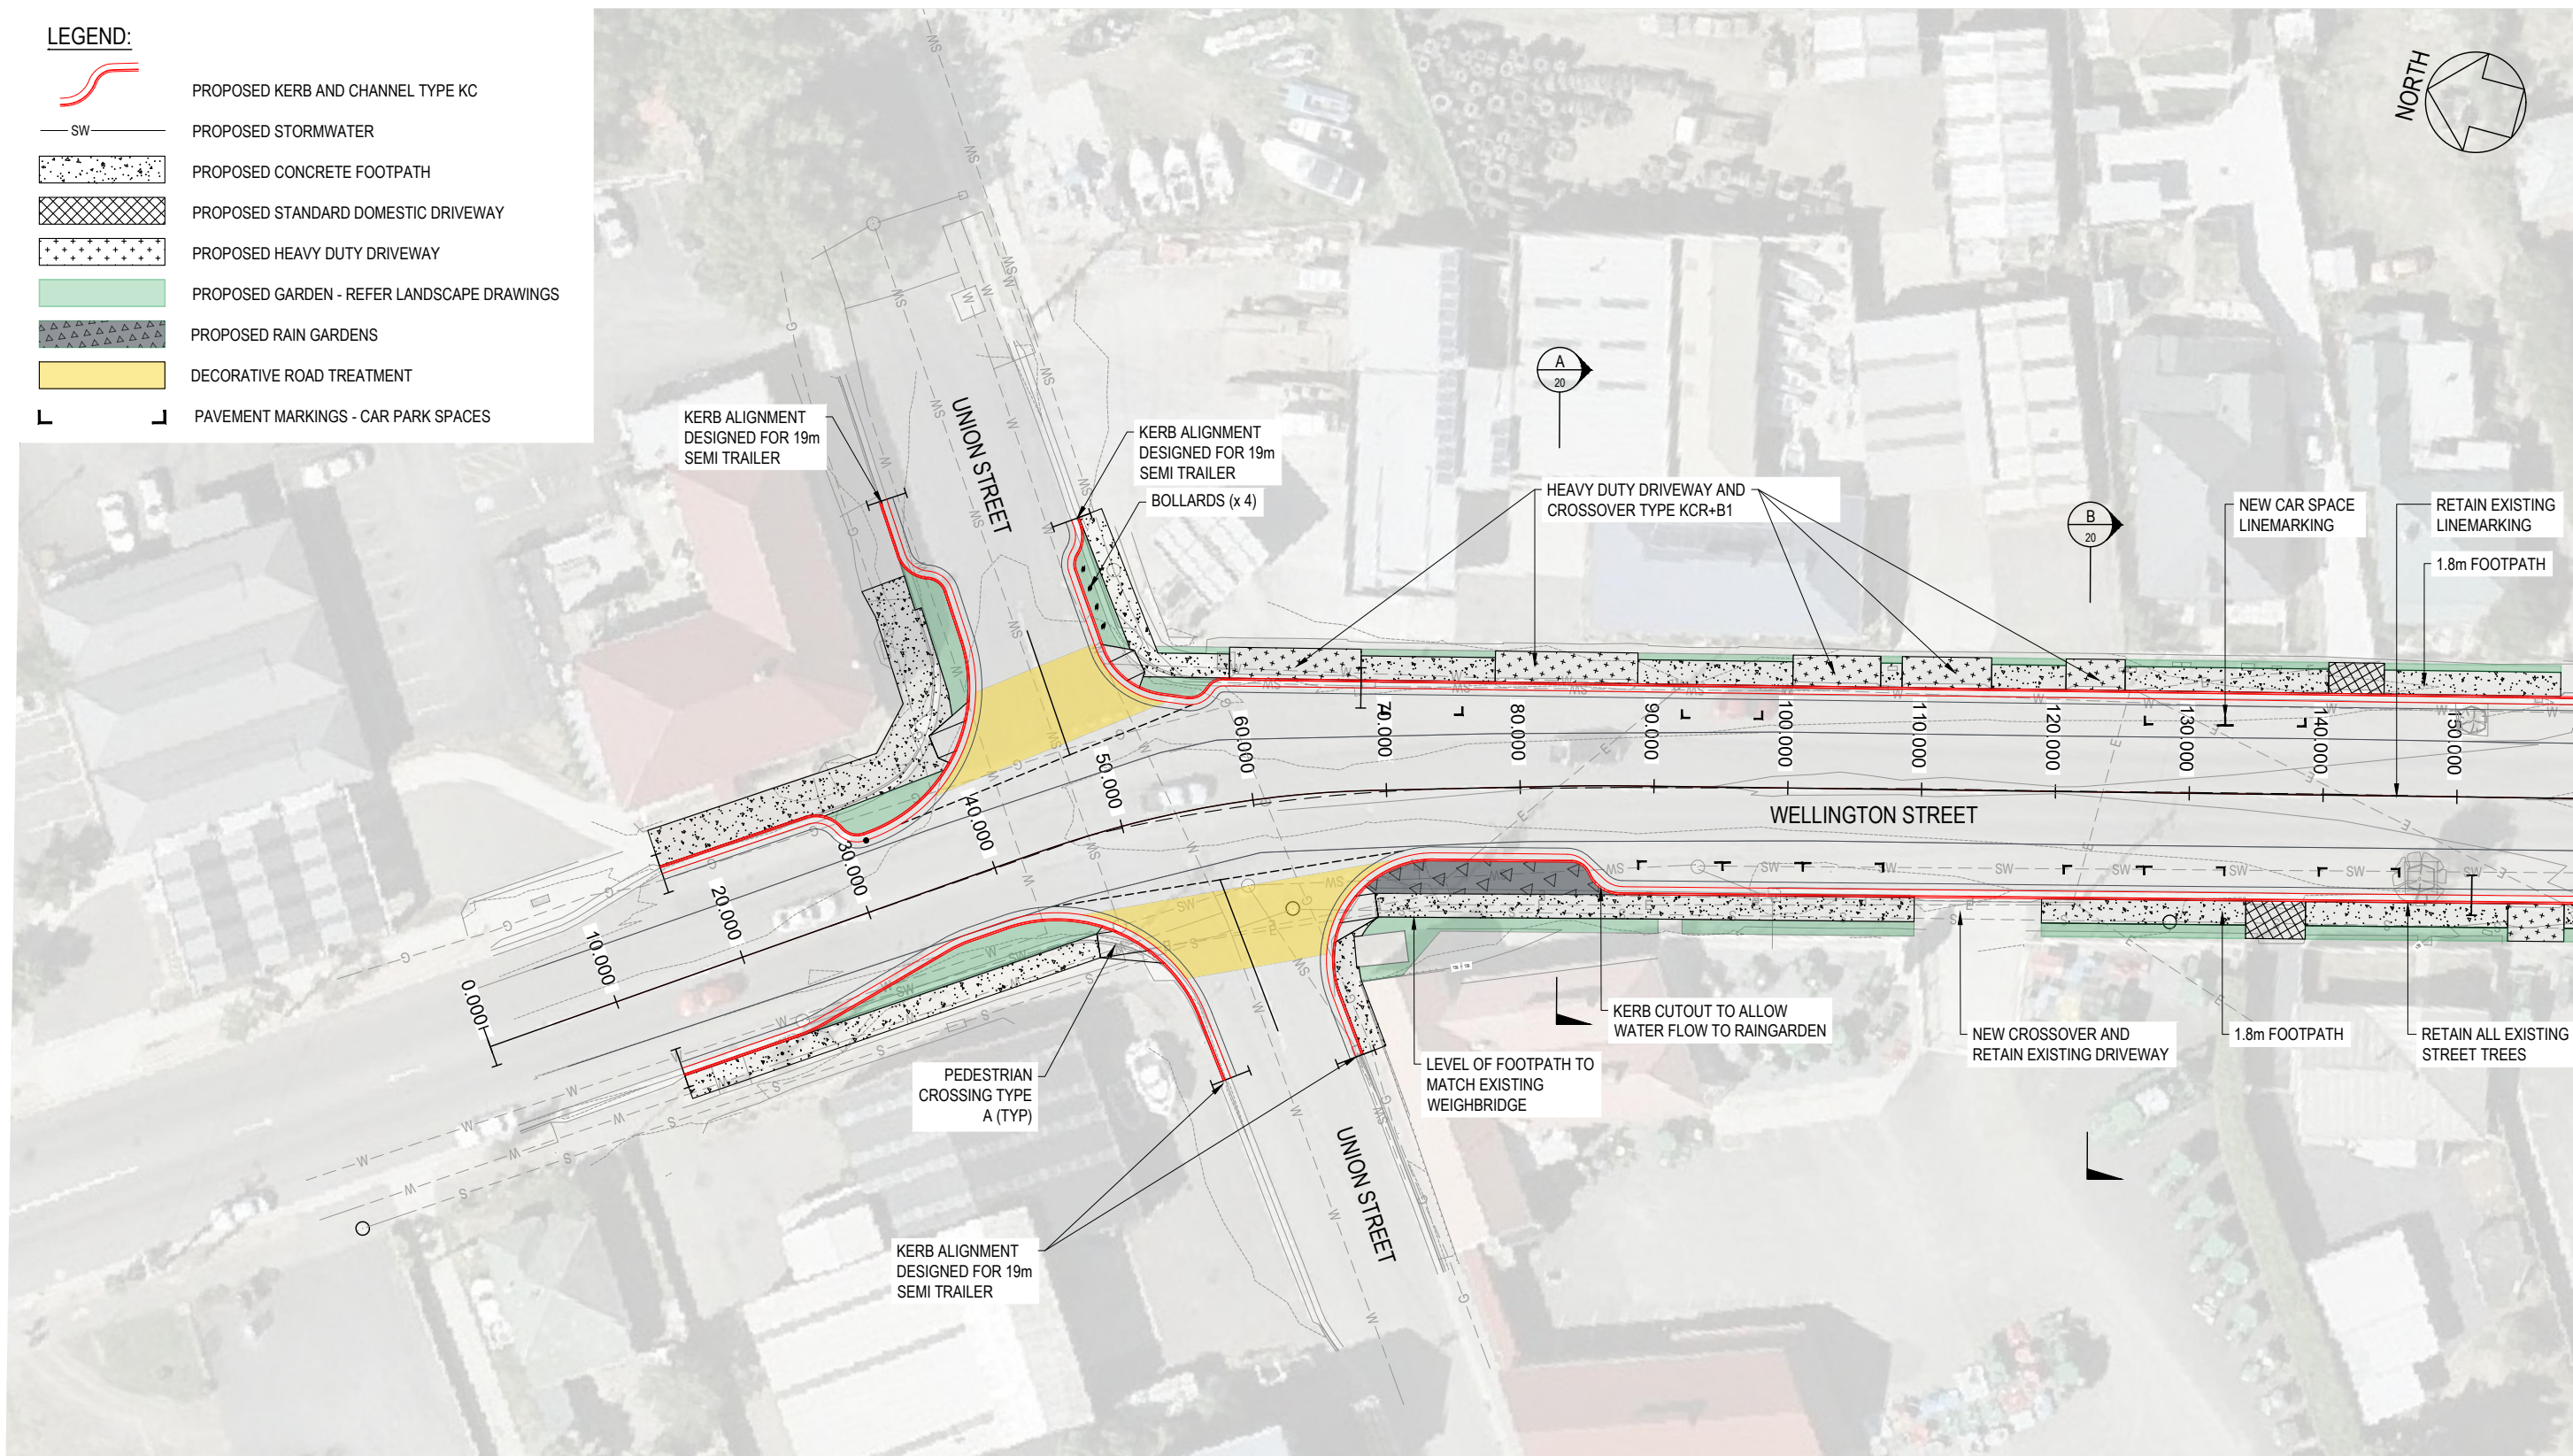 LEGEND:
PROPOSED KERB AND CHANNEL TYPE KC
SW
PROPOSED STORMWATER
PROPOSED CONCRETE FOOTPATH
PROPOSED STANDARD DOMESTIC DRIVEWAY
PROPOSED HEAVY DUTY DRIVEWAY
PROPOSED GARDEN - REFER LANDSCAPE DRAWINGS
PROPOSED RAIN GARDENS
DECORATIVE ROAD TREATMENT
PAVEMENT MARKINGS - CAR PARK SPACES
NORTH
KERB ALIGNMENT
DESIGNED FOR 19m
SEMI TRAILER
UNION STREET
KERB ALIGNMENT
DESIGNED FOR 19m
SEMI TRAILER
BOLLARDS (x 4)
A
20
HEAVY DUTY DRIVEWAY AND
CROSSOVER TYPE KCR+B1
B
20
NEW CAR SPACE
LINEMARKING
RETAIN EXISTING
LINEMARKING
1.8m FOOTPATH
0.000
10.000
20.000
30.000
40.000
50.000
60.000
70.000
80.000
90.000
100.000
110.000
120.000
130.000
140.000
150.000
WELLINGTON STREET
PEDESTRIAN
CROSSING TYPE
A (TYP)
LEVEL OF FOOTPATH TO
MATCH EXISTING
WEIGHBRIDGE
KERB CUTOUT TO ALLOW
WATER FLOW TO RAINGARDEN
NEW CROSSOVER AND
RETAIN EXISTING DRIVEWAY
1.8m FOOTPATH
RETAIN ALL EXISTING
STREET TREES
KERB ALIGNMENT
DESIGNED FOR 19m
SEMI TRAILER
UNION STREET